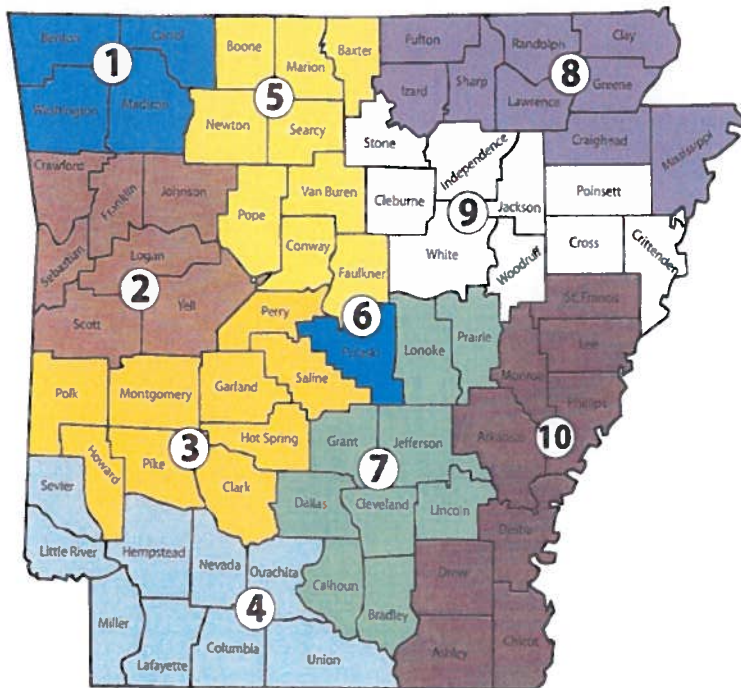 Benton
Carroll
1
Washington
Madison
Boone
Marion
Baxter
5
Newton
Searcy
Fulton
Randolph
Clay
Izard
Sharp
8
Lawrence
Greene
Craighead
Mississippi
Stone
Independence
Cleburne
Jackson
9
White
Woodruff
Poinsett
Cross
Crittenden
Crawford
Franklin
Johnson
Sebastian
Logan
2
Scott
Yell
Pope
Van Buren
Conway
Faulkner
Perry
6
Pulaski
Saline
Lonoke
Prairie
St. Francis
Lee
Monroe
Phillips
Arkansas
10
Polk
Montgomery
Garland
Hot Spring
3
Howard
Pike
Clark
Grant
Jefferson
7
Dallas
Cleveland
Lincoln
Desha
Sevier
Little River
Hempstead
Nevada
Ouachita
Calhoun
Bradley
Drew
4
Miller
Lafayette
Columbia
Union
Ashley
Chicot